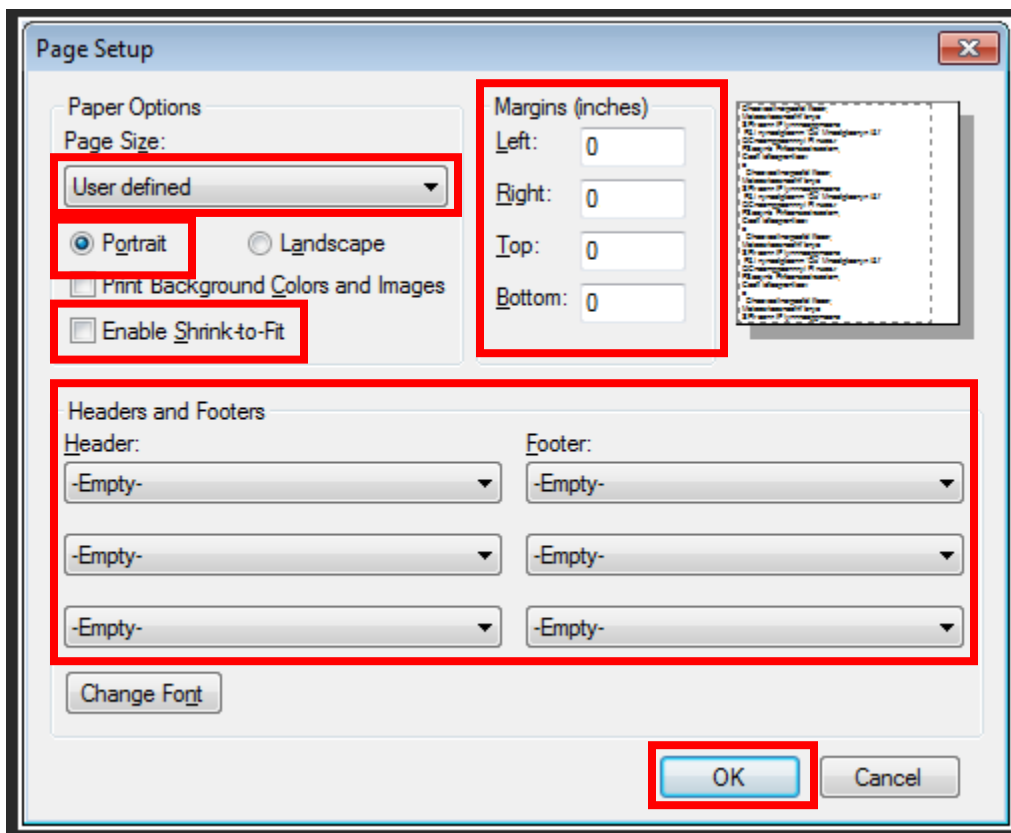 Page Setup
Paper Options
Page Size:
User defined
Portrait
Landscape
Print Background Colors and Images
Enable Shrink-to-Fit
Margins (inches)
Left:
0
Right:
0
Top:
0
Bottom:
0
Headers and Footers
Header:
Footer:
-Empty-
-Empty-
-Empty-
-Empty-
-Empty-
-Empty-
Change Font
OK
Cancel